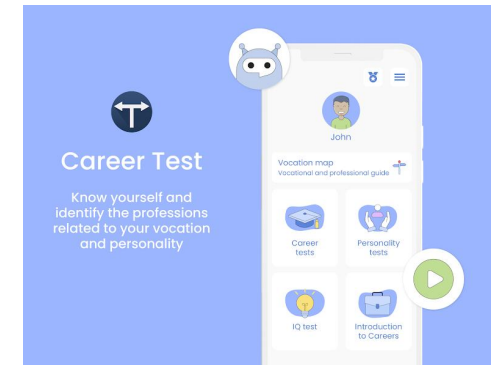 Career Test
Know yourself and
identify the professions
related to your vocation
and personality
John
Vocation map
Vocational and professional guide
Career
tests
Personality
tests
IQ test
Introduction
to Careers